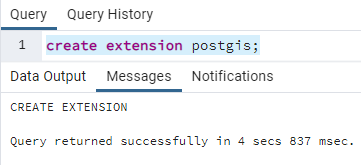 Query Query History
1 create extension postgis;
Data Output Messages Notifications
CREATE EXTENSION
Query returned successfully in 4 secs 837 msec.